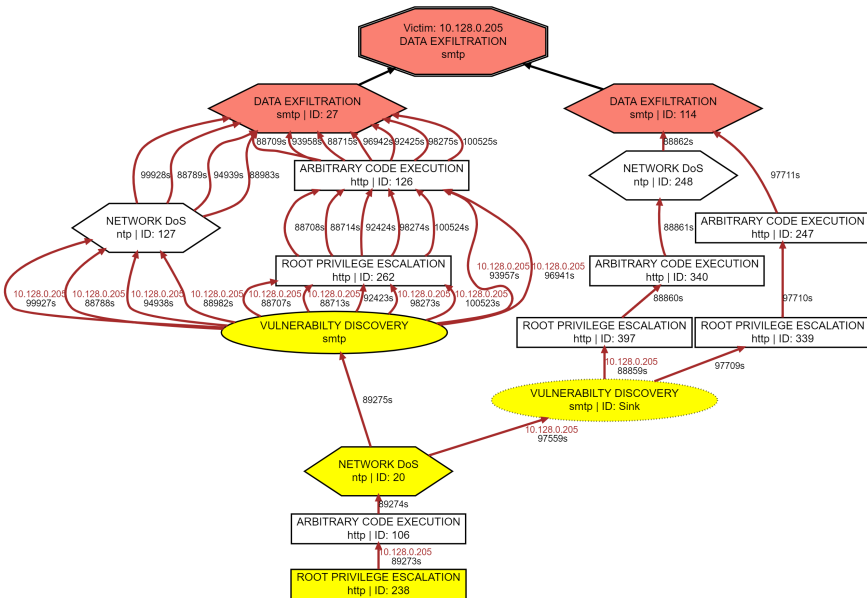 Victim: 10.128.0.205
DATA EXFILTRATION
smtp
DATA EXFILTRATION
smtp | ID: 27
DATA EXFILTRATION
smtp | ID: 114
88709s
93958s
88715s
96942s
92425s
98275s
100525s
88862s
99928s
88789s
94939s
88983s
ARBITRARY CODE EXECUTION
http | ID: 126
NETWORK DoS
ntp | ID: 248
97711s
NETWORK DoS
ntp | ID: 127
88708s
88714s
92424s
98274s
100524s
88861s
ARBITRARY CODE EXECUTION
http | ID: 247
ROOT PRIVILEGE ESCALATION
http | ID: 262
10.128.0.205
93957s
10.128.0.205
96941s
ARBITRARY CODE EXECUTION
http | ID: 340
10.128.0.205
99927s
10.128.0.205
88788s
10.128.0.205
94938s
10.128.0.205
88982s
10.128.0.205
88707s
10.128.0.205
88713s
92423s
10.128.0.205
98273s
10.128.0.205
100523s
88860s
97710s
VULNERABILTY DISCOVERY
smtp
ROOT PRIVILEGE ESCALATION
http | ID: 397
ROOT PRIVILEGE ESCALATION
http | ID: 339
10.128.0.205
88859s
97709s
VULNERABILTY DISCOVERY
smtp | ID: Sink
89275s
10.128.0.205
97559s
NETWORK DoS
ntp | ID: 20
89274s
ARBITRARY CODE EXECUTION
http | ID: 106
10.128.0.205
89273s
ROOT PRIVILEGE ESCALATION
http | ID: 238